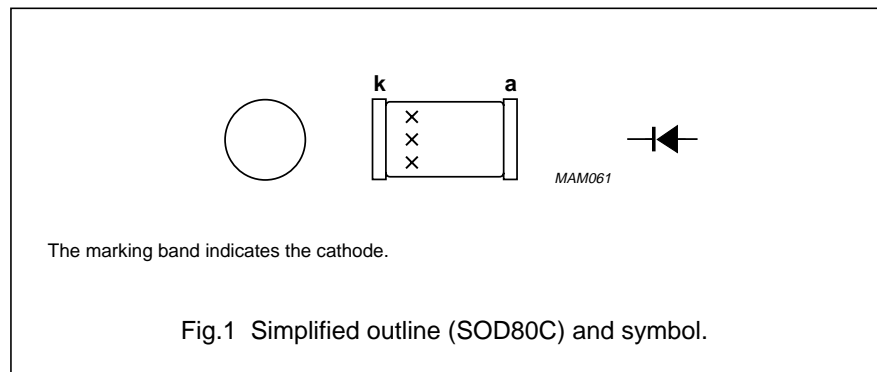 k a
MAM061
The marking band indicates the cathode.
Fig.1 Simplified outline (SOD80C) and symbol.